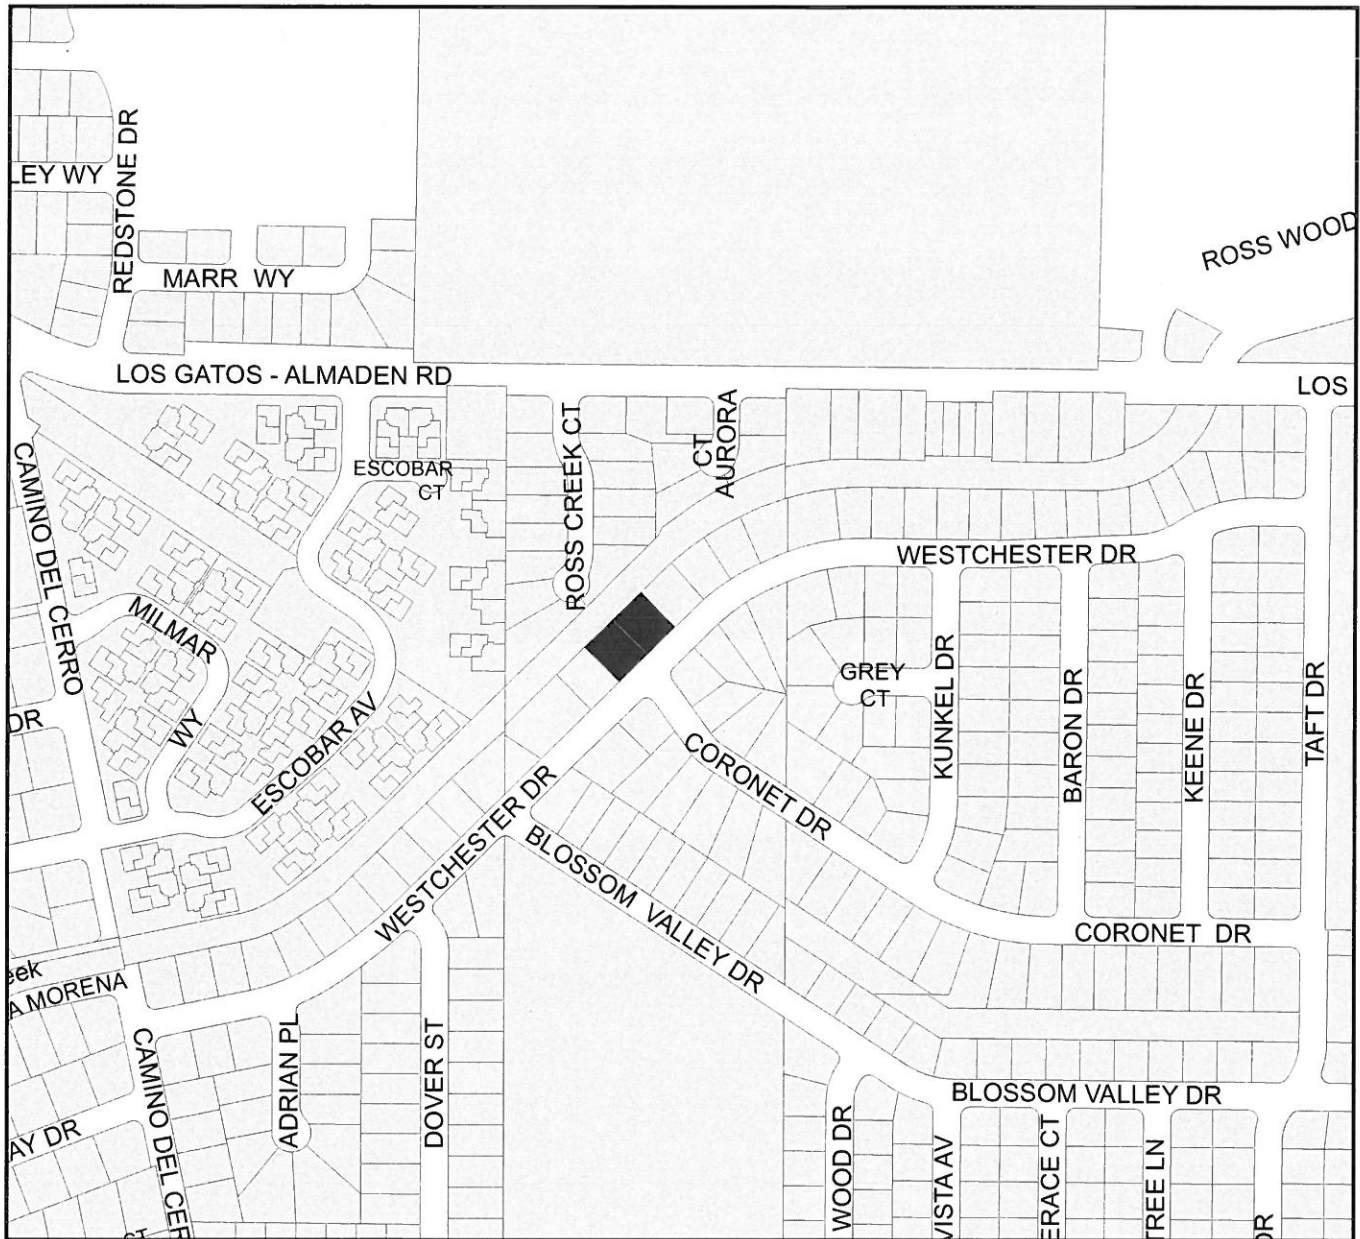 REDSTONE DR
LEY WY
ROSS WOOD
MARR WY
LOS GATOS - ALMADEN RD
LOS
ESCOBAR
CT
ROSS CREEK CT
CT
AURORA
CAMINO DEL CERRO
WESTCHESTER DR
MILMAR
WY
GREY
CT
KUNKEL DR
BARON DR
KEENE DR
TAFT DR
DR
ESCOBAR AV
CORONET DR
WESTCHESTER DR
BLOSSOM VALLEY DR
CORONET DR
eek
A MORENA
CAMINO DEL CER
ADRIAN PL
DOVER ST
BLOSSOM VALLEY DR
AY DR
WOOD DR
VISTA AV
ERACE CT
TREE LN
DR